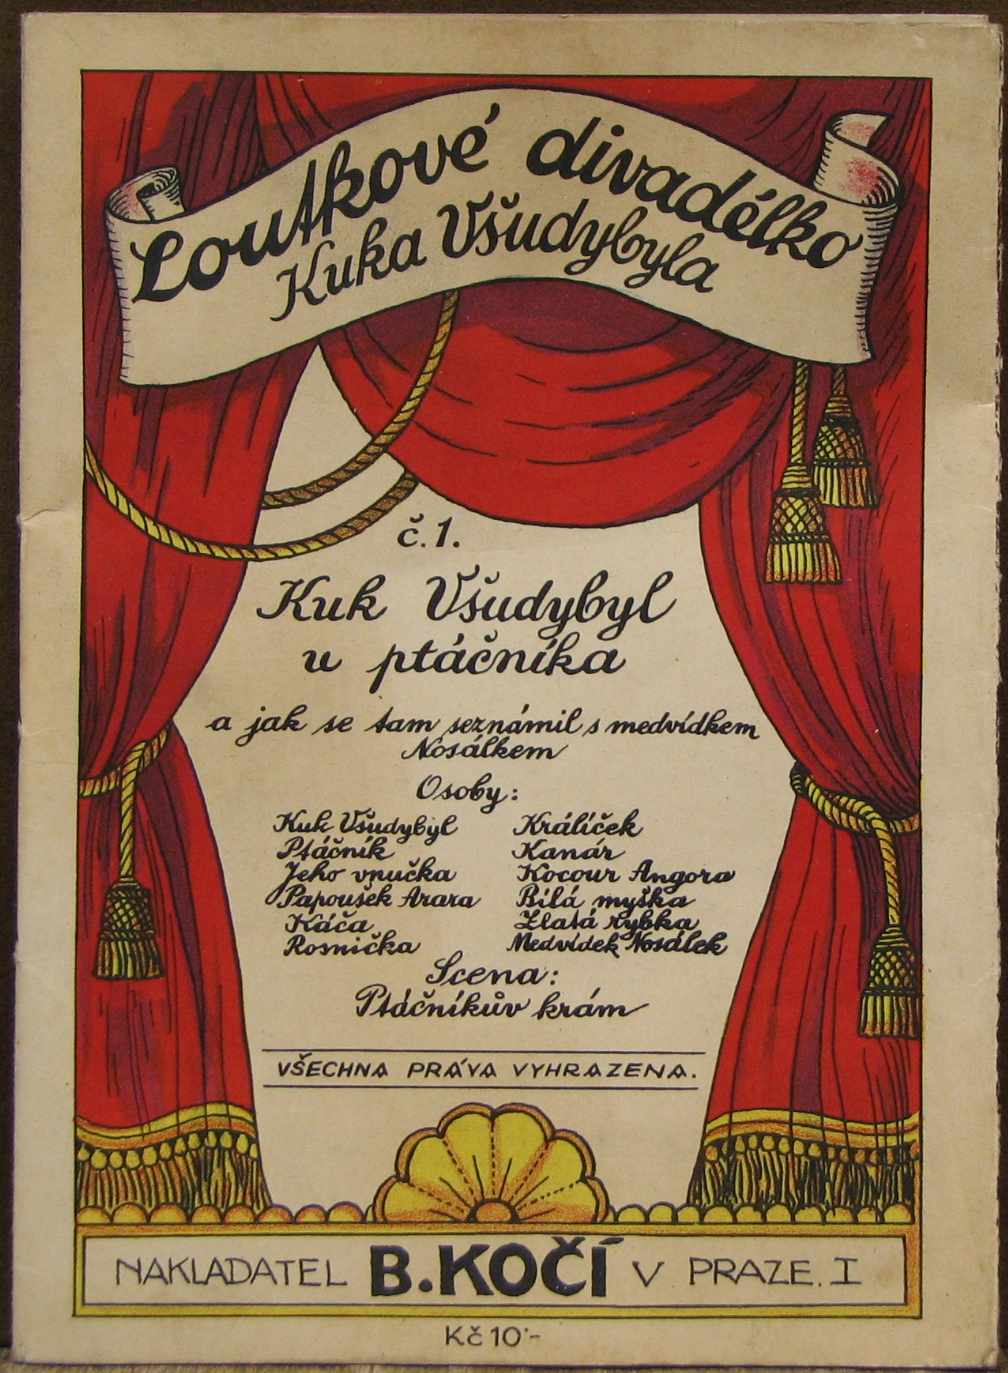 Loutkové divadélko
Kuka Všudybyla
č. 1.
Kuk Všudybyl
u ptáčníka
a jak se tam seznámil s medvídkem
Nosálkem
Osoby:
Kuk Všudybyl
Ptáčník
Jeho vnučka
Papoušek Arara
Káča
Rosnička
Králíček
Kanár
Kocour Angora
Bílá myška
Zlatá rybka
Medvídek Nosálek
Scena:
Ptáčníkův krám
VŠECHNA PRÁVA VYHRAZENA.
NAKLADATEL B. KOČÍ V PRAZE. I
Kč 10·-